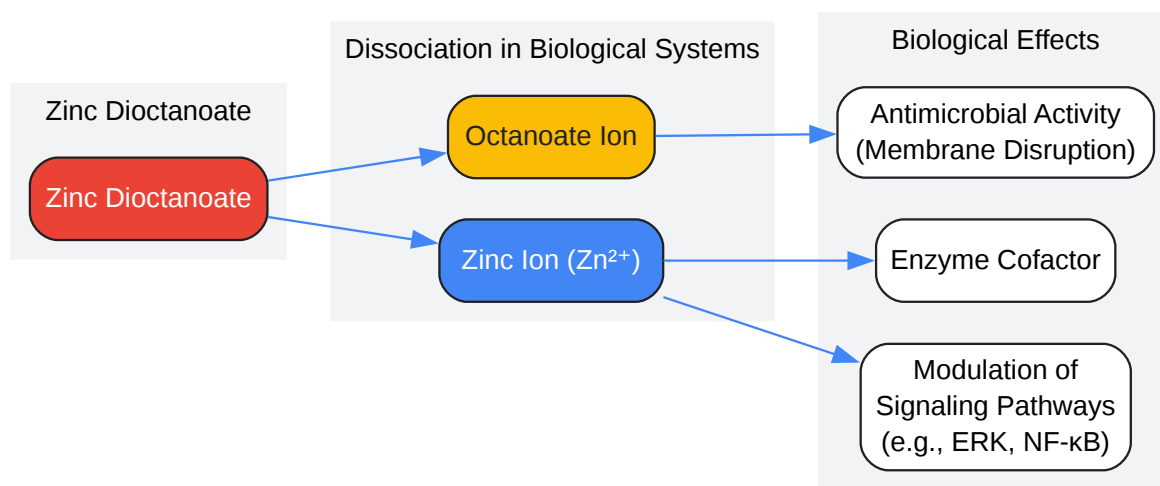 Zinc Dioctanoate
Zinc Dioctanoate
Dissociation in Biological Systems
Octanoate Ion
Zinc Ion (Zn²⁺)
Biological Effects
Antimicrobial Activity
(Membrane Disruption)
Enzyme Cofactor
Modulation of
Signaling Pathways
(e.g., ERK, NF-κB)